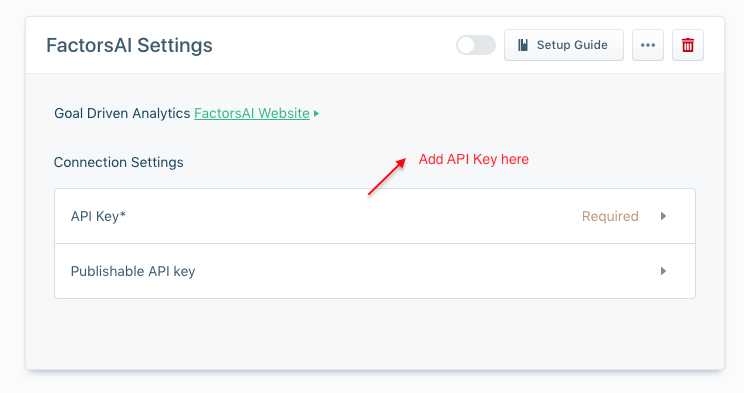 FactorsAI Settings
Setup Guide
Goal Driven Analytics FactorsAI Website
Add API Key here
Connection Settings
API Key* Required
Publishable API key